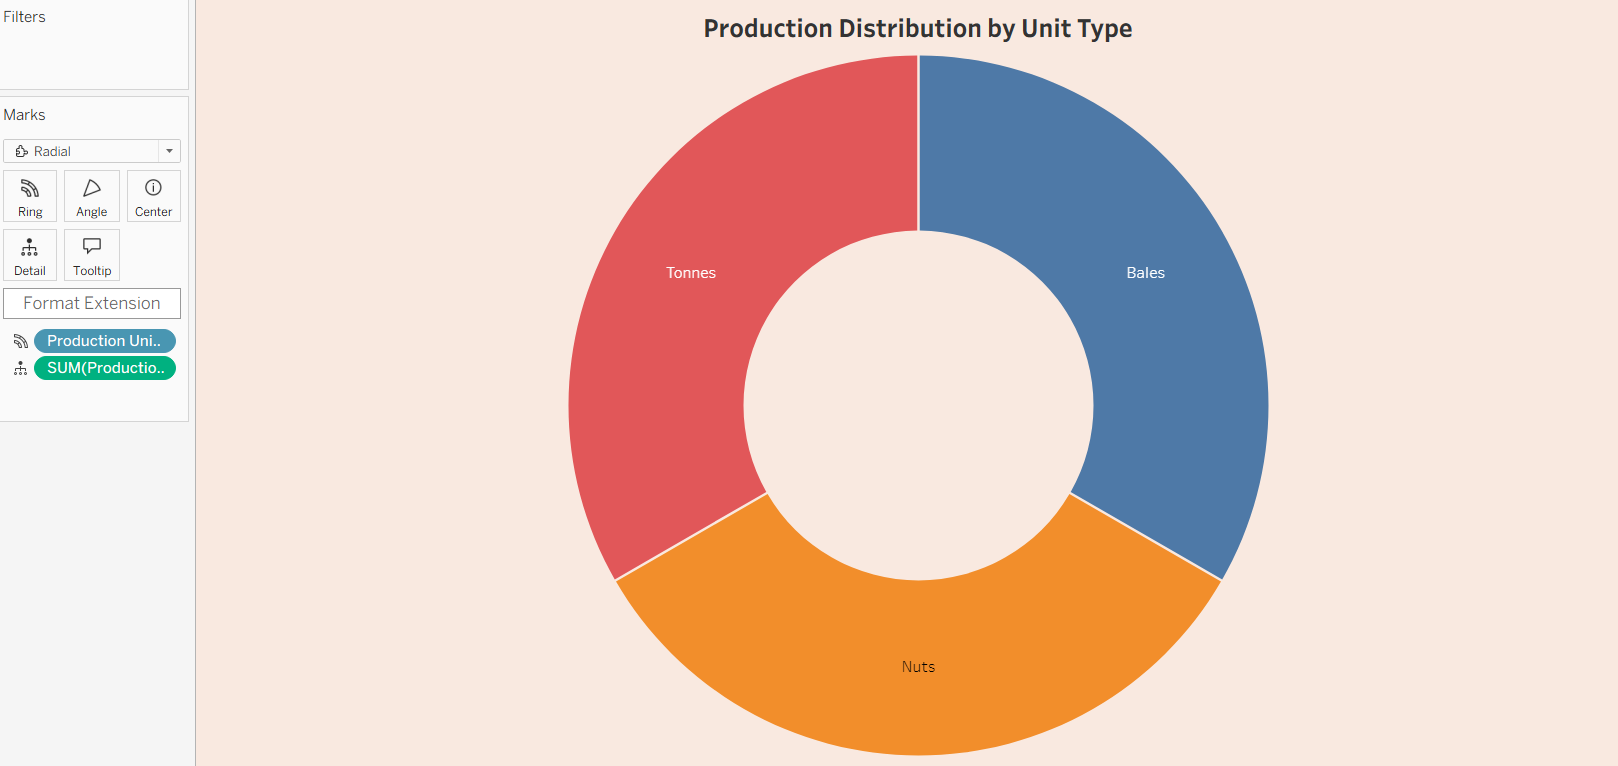 Filters
Marks
Radial
Ring
Angle
Center
Detail
Tooltip
Format Extension
Production Uni..
SUM(Productio..
Production Distribution by Unit Type
Tonnes
Bales
Nuts